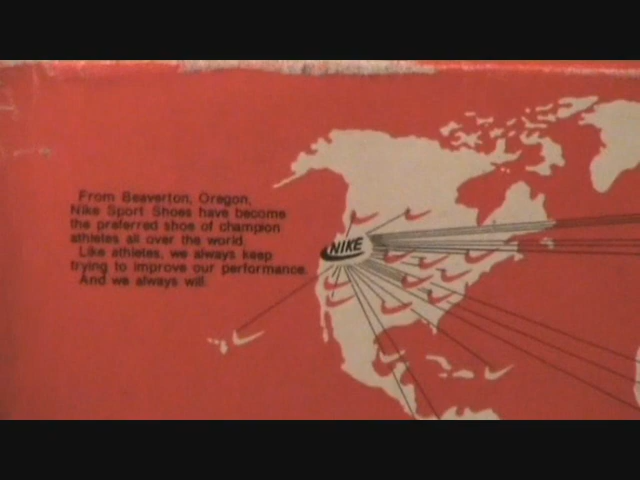 From Beaverton, Oregon,
Nike Sport Shoes have become
the preferred shoe of champion
athletes all over the world.
Like athletes, we always keep
trying to improve our performance.
And we always will.
NIKE